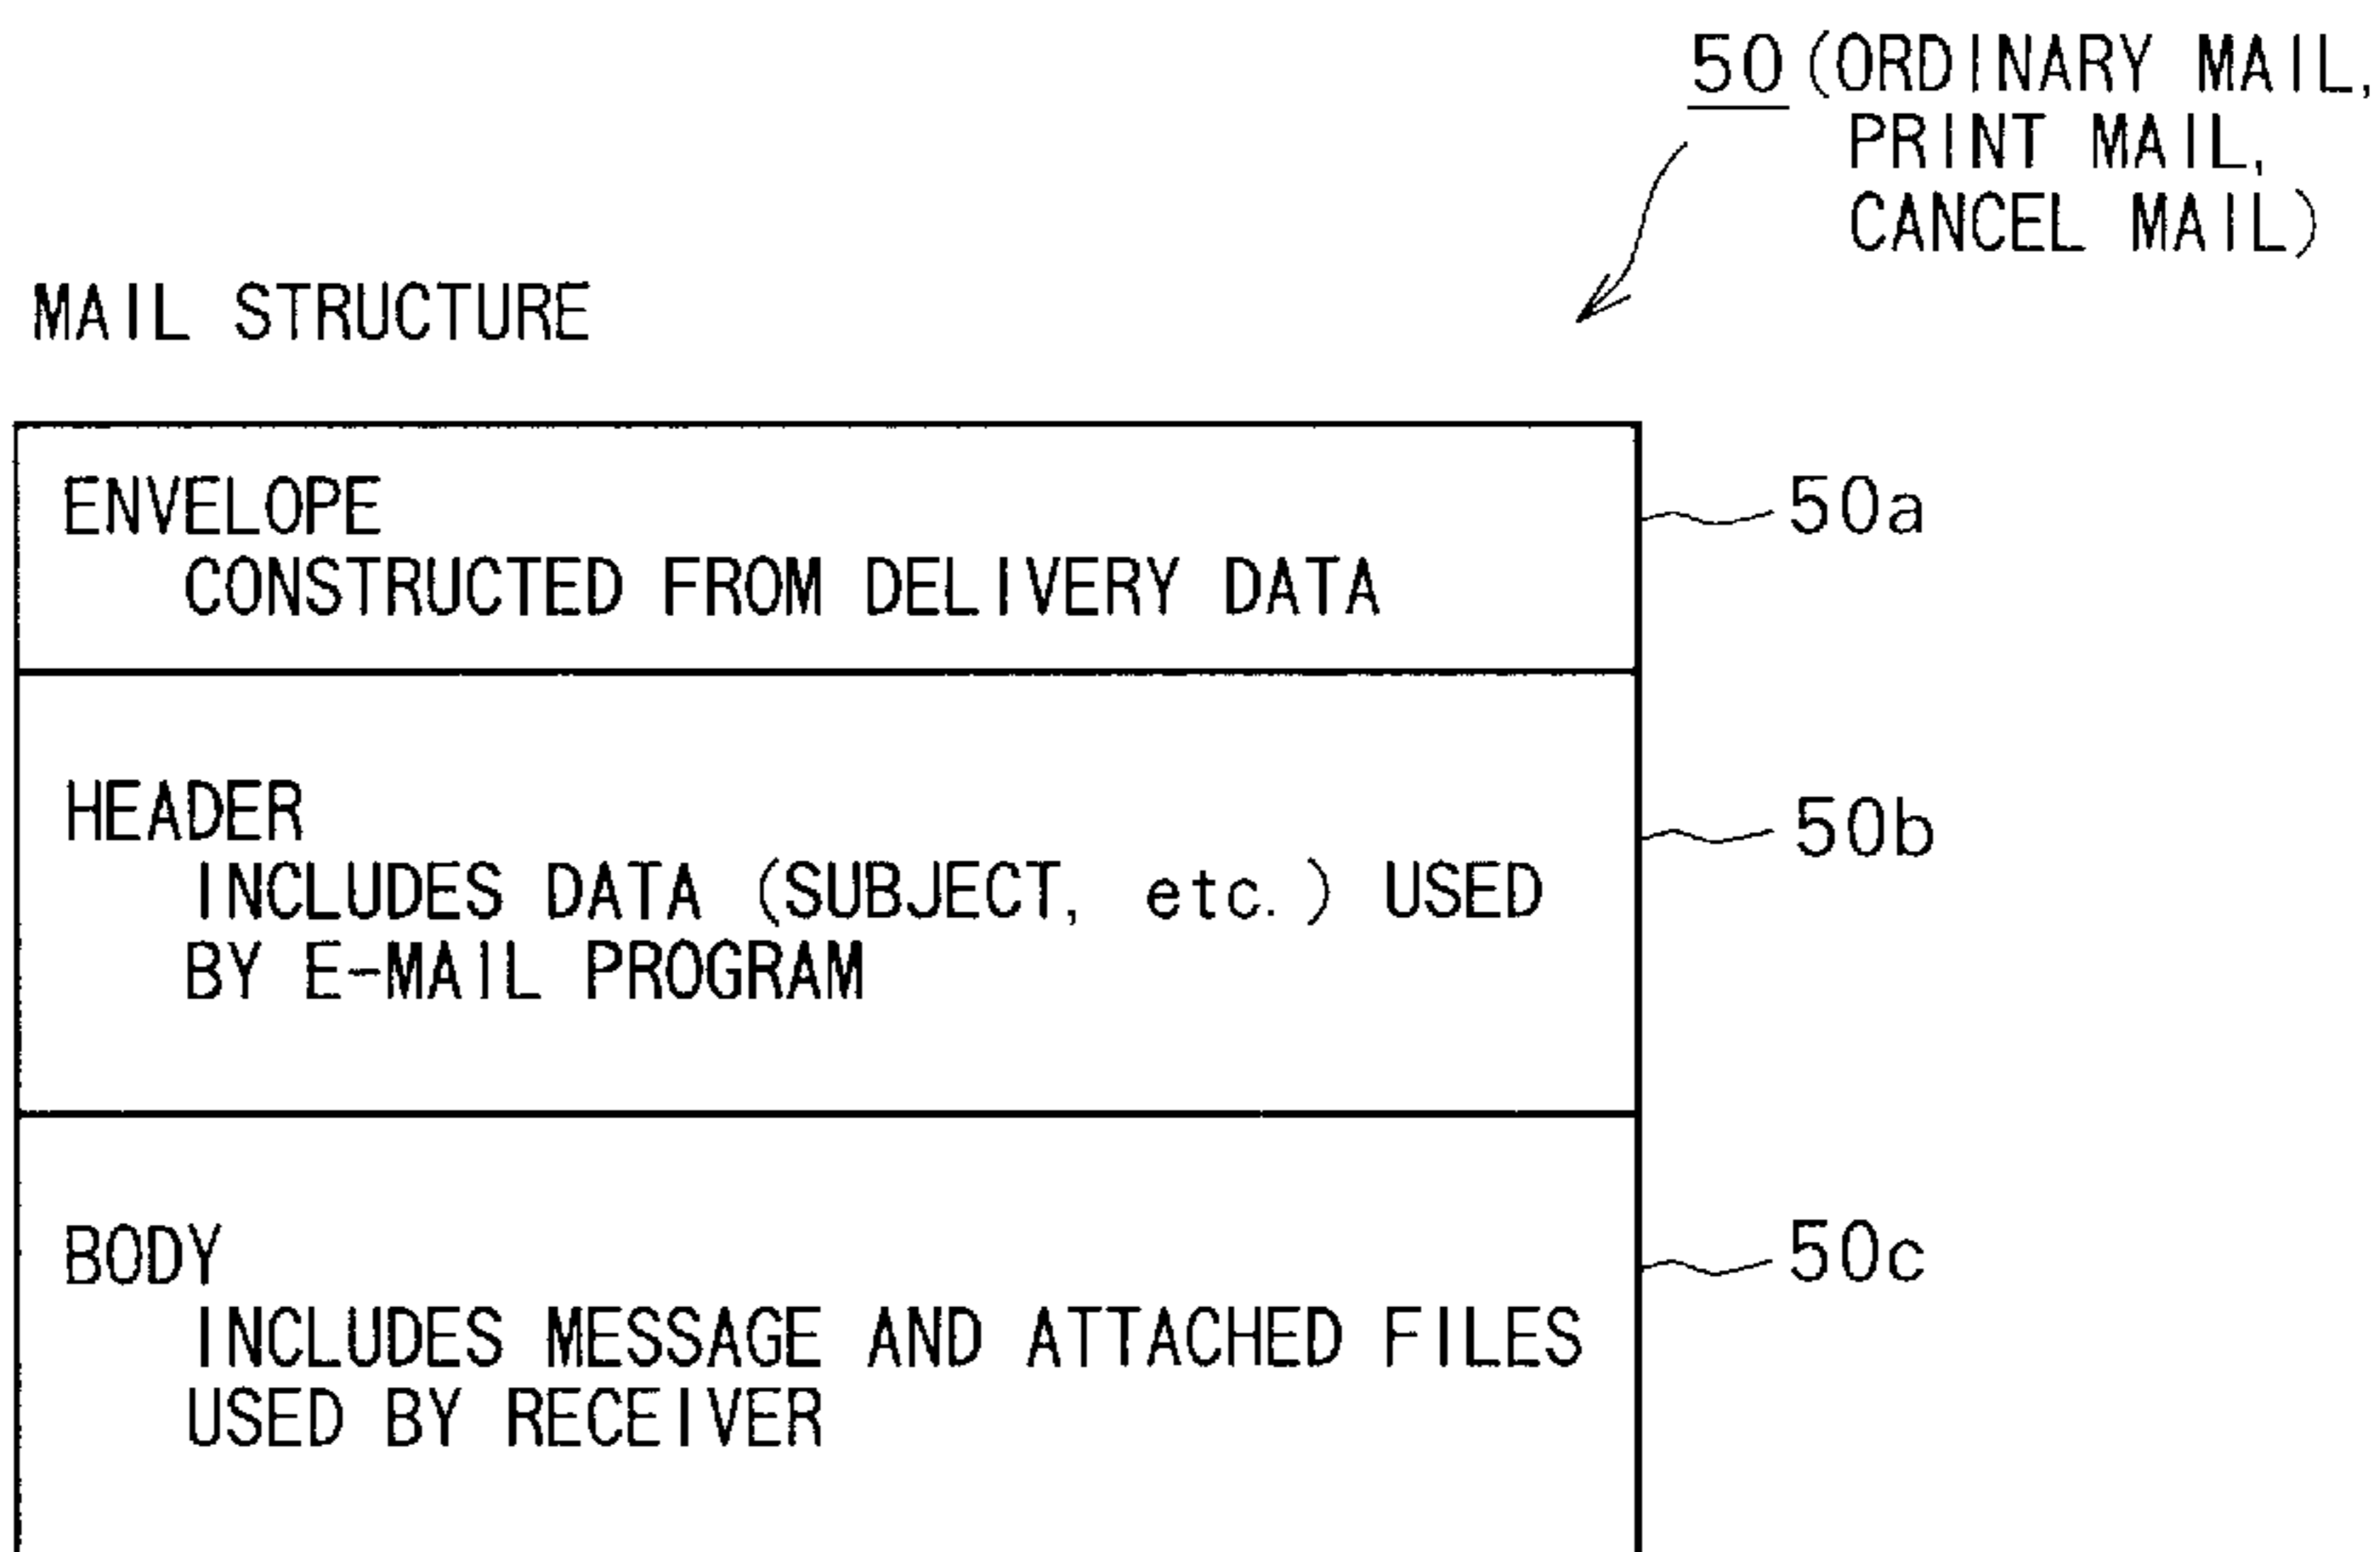 50 (ORDINARY MAIL,
PRINT MAIL,
CANCEL MAIL)
MAIL STRUCTURE
ENVELOPE
CONSTRUCTED FROM DELIVERY DATA
50a
HEADER
INCLUDES DATA (SUBJECT, etc.) USED
BY E-MAIL PROGRAM
50b
BODY
INCLUDES MESSAGE AND ATTACHED FILES
USED BY RECEIVER
50c